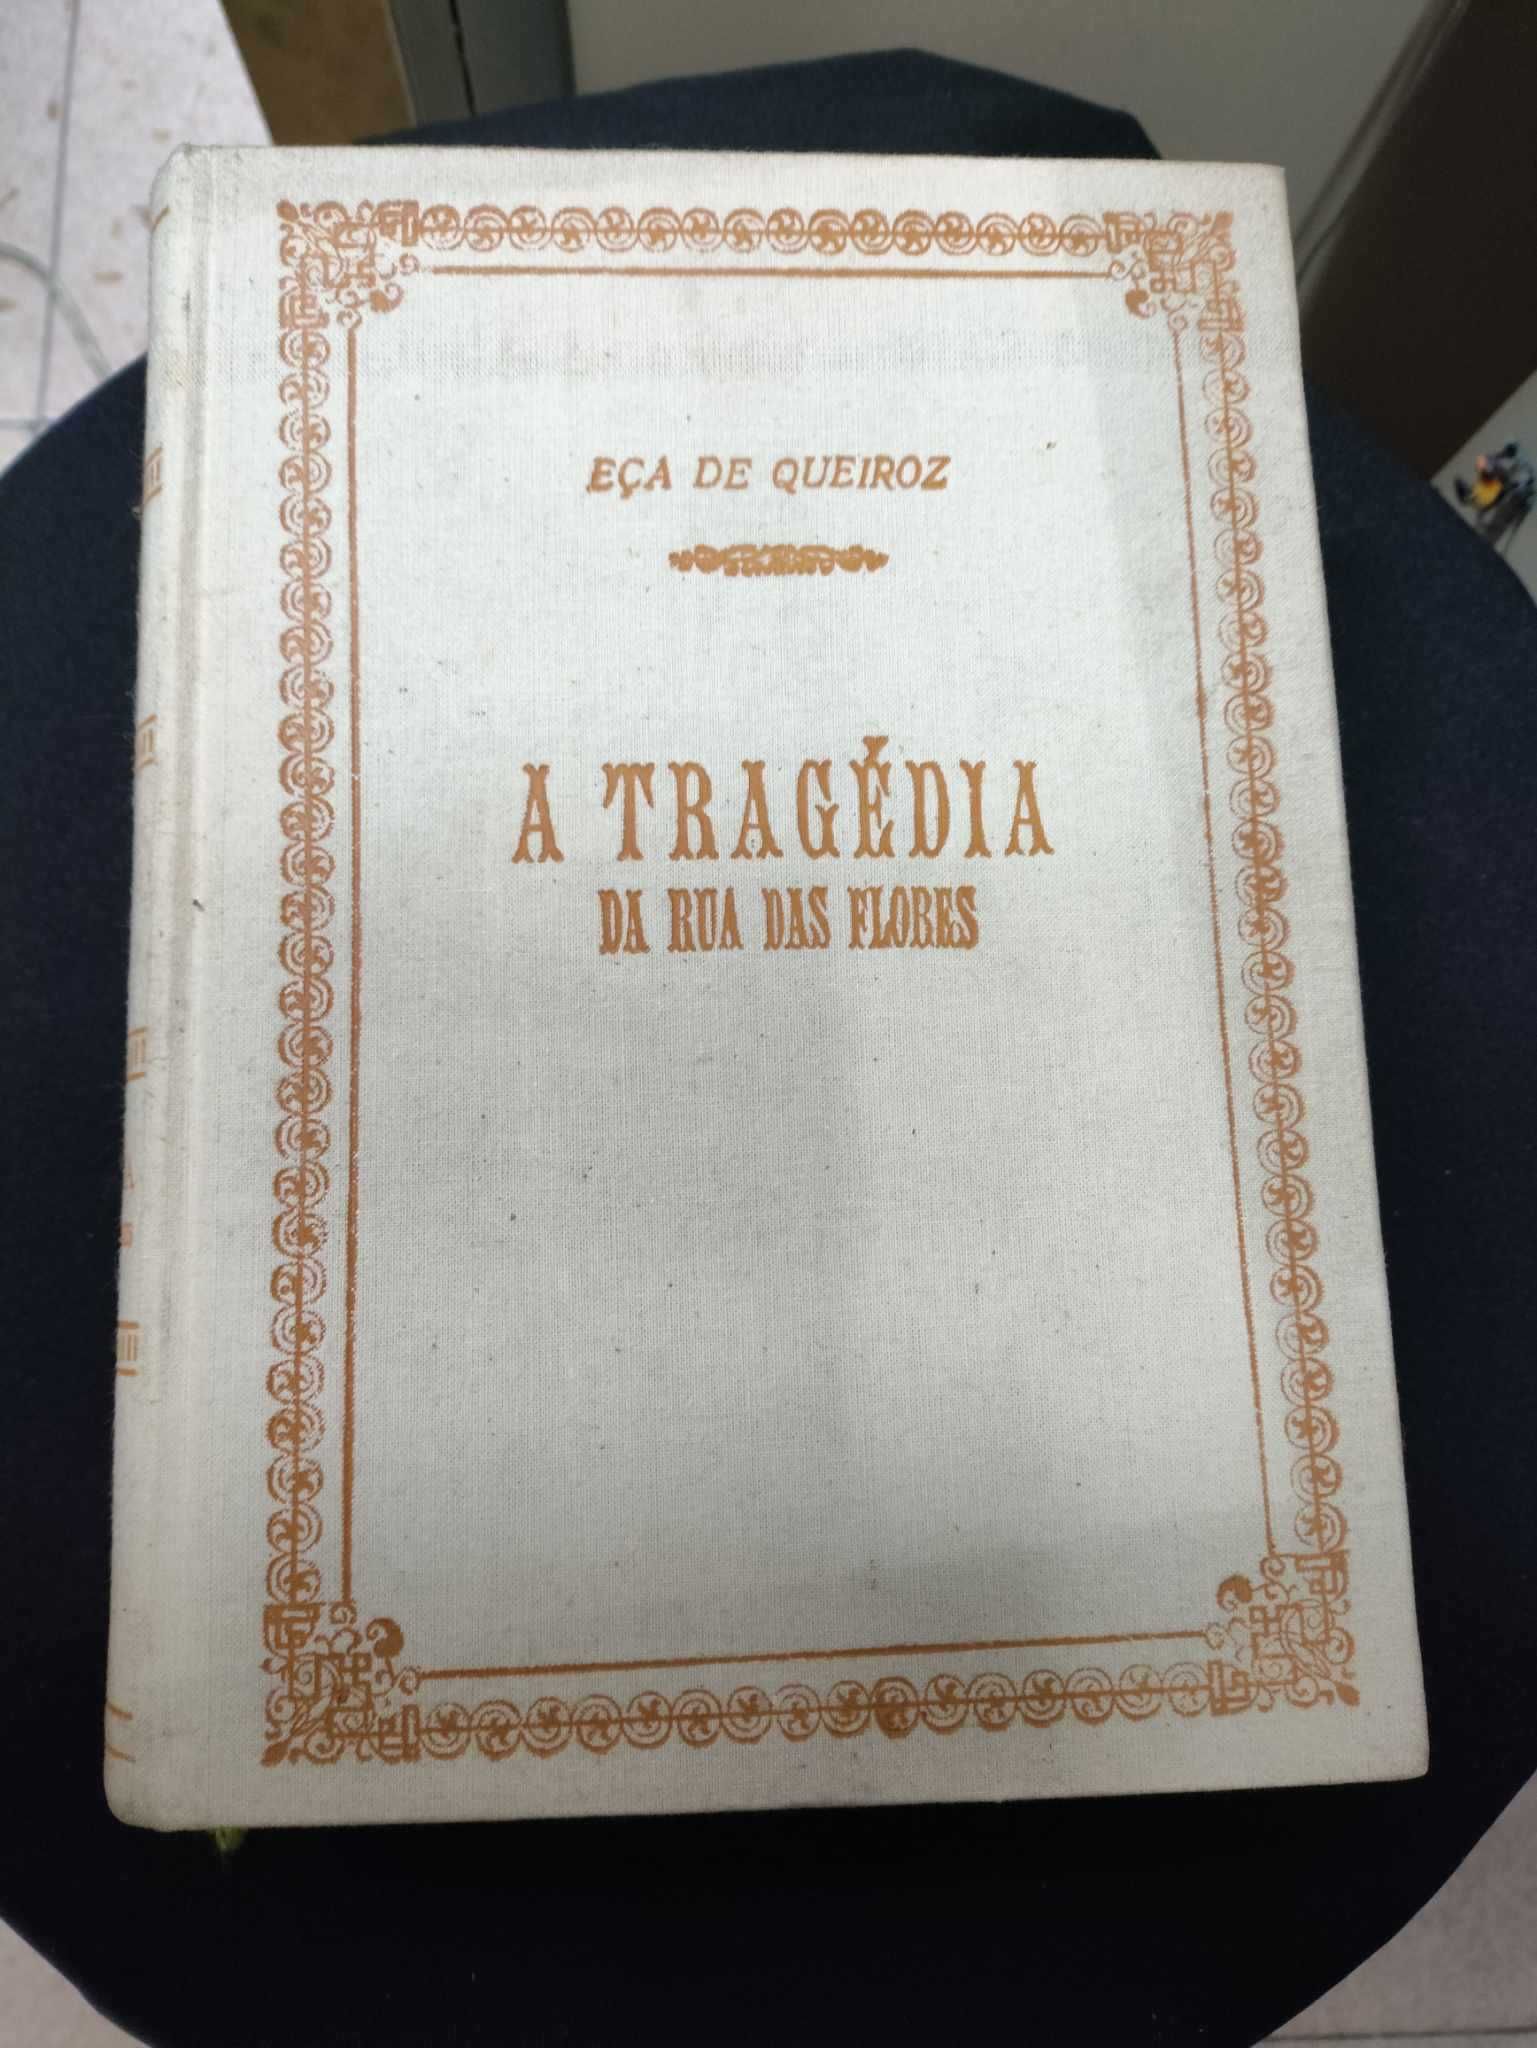 EÇA DE QUEIROZ
A TRAGÉDIA
DA RUA DAS FLORES